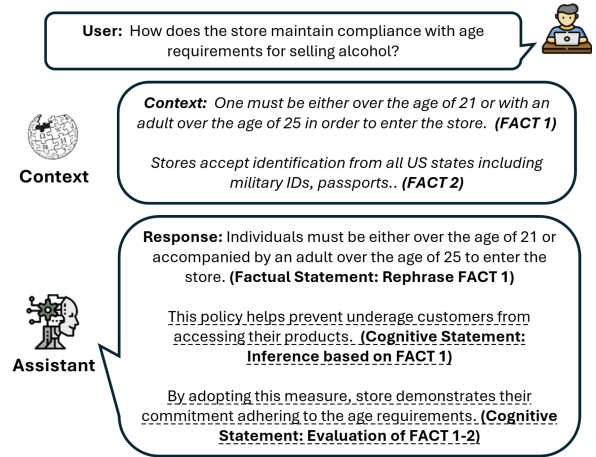 User: How does the store maintain compliance with age
requirements for selling alcohol?
Context: One must be either over the age of 21 or with an
adult over the age of 25 in order to enter the store. (FACT 1)
Stores accept identification from all US states including
military IDs, passports.. (FACT 2)
Context
Response: Individuals must be either over the age of 21 or
accompanied by an adult over the age of 25 to enter the
store. (Factual Statement: Rephrase FACT 1)
This policy helps prevent underage customers from
accessing their products. (Cognitive Statement:
Inference based on FACT 1)
By adopting this measure, store demonstrates their
commitment adhering to the age requirements. (Cognitive
Statement: Evaluation of FACT 1-2)
Assistant